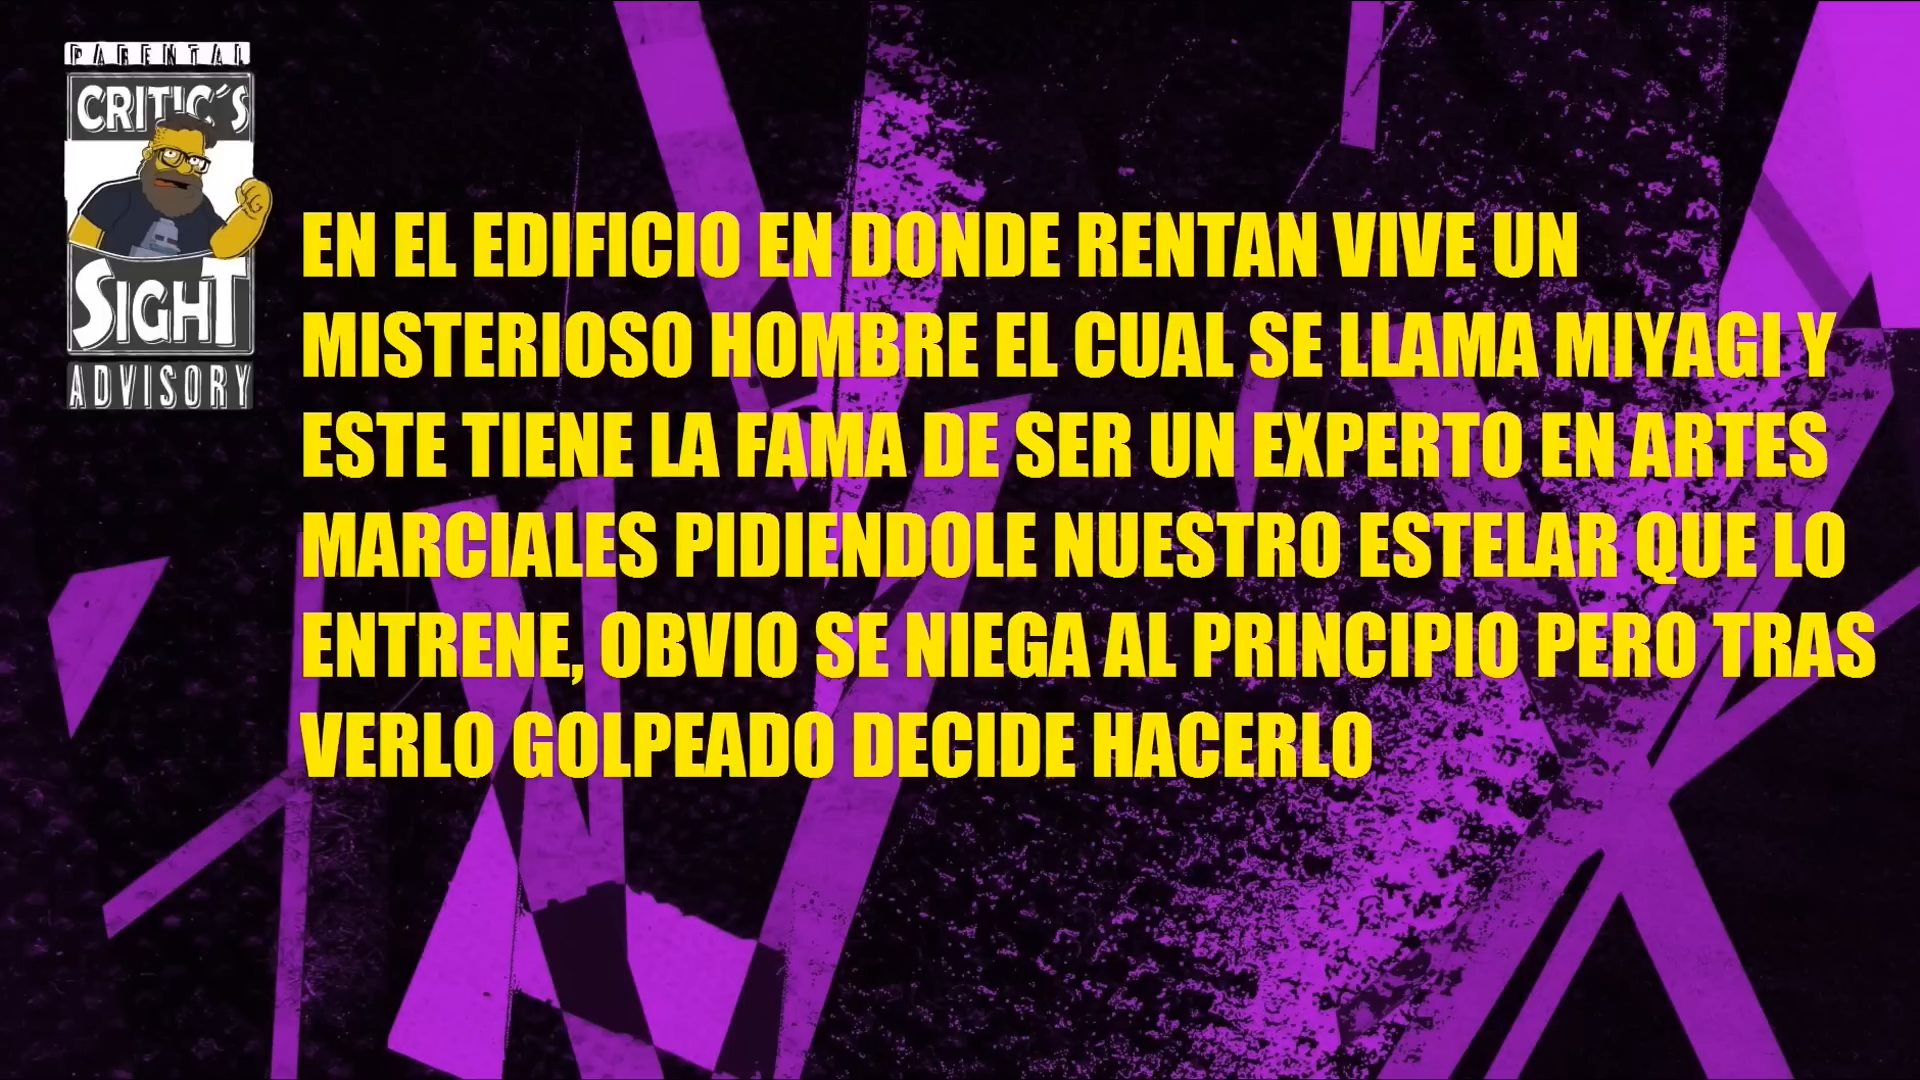 PARENTAL
CRITIC´S
SIGHT
ADVISORY
EN EL EDIFICIO EN DONDE RENTAN VIVE UN
MISTERIOSO HOMBRE EL CUAL SE LLAMA MIYAGI Y
ESTE TIENE LA FAMA DE SER UN EXPERTO EN ARTES
MARCIALES PIDIENDOLE NUESTRO ESTELAR QUE LO
ENTRENE, OBVIO SE NIEGA AL PRINCIPIO PERO TRAS
VERLO GOLPEADO DECIDE HACERLO